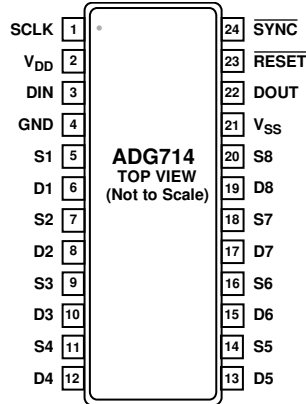 SCLK 1 24 SYNC
VDD 2 23 RESET
DIN 3 22 DOUT
GND 4 21 VSS
S1 5 20 S8
ADG714
D1 6 19 D8
TOP VIEW
(Not to Scale)
S2 7 18 S7
D2 8 17 D7
S3 9 16 S6
D3 10 15 D6
S4 11 14 S5
D4 12 13 D5